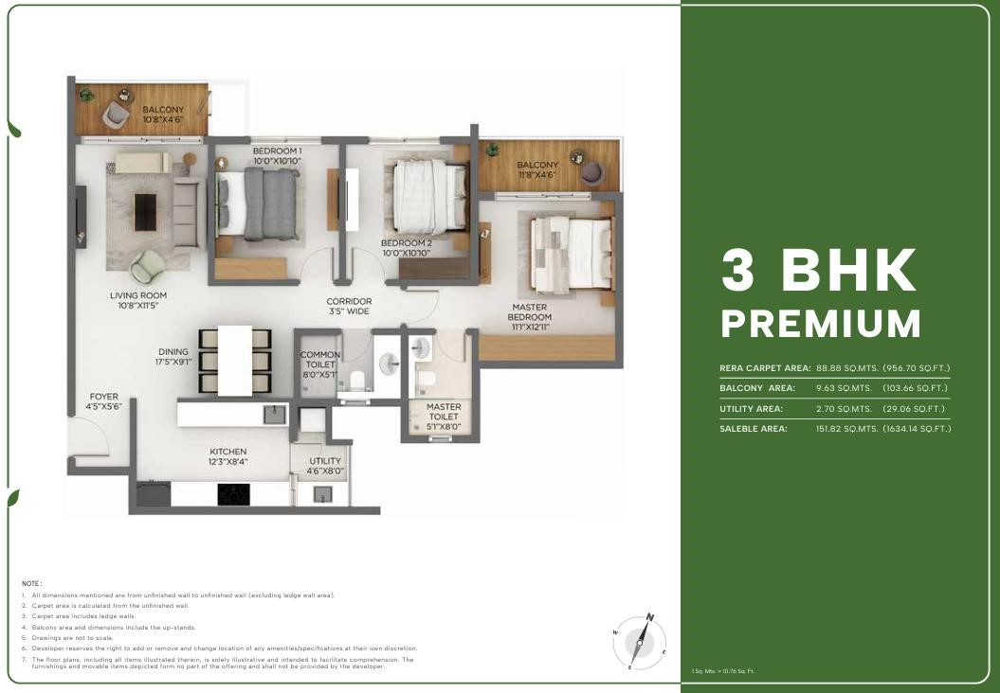 BALCONY
10'8"X4'6"
BEDROOM 1
10'0"X10'10"
BALCONY
11'8"X4'6"
BEDROOM 2
10'0"X10'10"
LIVING ROOM
10'8"X11'5"
CORRIDOR
3'5" WIDE
MASTER
BEDROOM
11'1"X12'11"
DINING
17'5"X9'1"
COMMON
TOILET
8'0"X5'1"
FOYER
4'5"X5'6"
MASTER
TOILET
5'1"X8'0"
KITCHEN
12'3"X8'4"
UTILITY
4'6"X8'0"
3 BHK
PREMIUM
RERA CARPET AREA: 88.88 SQ.MTS. (956.70 SQ.FT.)
BALCONY AREA: 9.63 SQ.MTS. (103.66 SQ.FT.)
UTILITY AREA: 2.70 SQ.MTS. (29.06 SQ.FT.)
SALEBLE AREA: 151.82 SQ.MTS. (1634.14 SQ.FT.)
NOTE:
1. All dimensions mentioned are from unfinished wall to unfinished wall (excluding ledge wall area).
2. Carpet area is calculated from the unfinished wall.
3. Carpet area includes ledge walls.
4. Balcony area and dimensions include the up-stands.
5. Drawings are not to scale.
6. Developer reserves the right to add or remove and change location of any amenities/specifications at their own discretion.
7. The floor plans, including all items illustrated therein, is solely illustrative and intended to facilitate comprehension. The
furnishings and movable items depicted form no part of the offering and shall not be provided by the developer.
N
W
E
S
1 Sq. Mts. = 10.76 Sq. Ft.